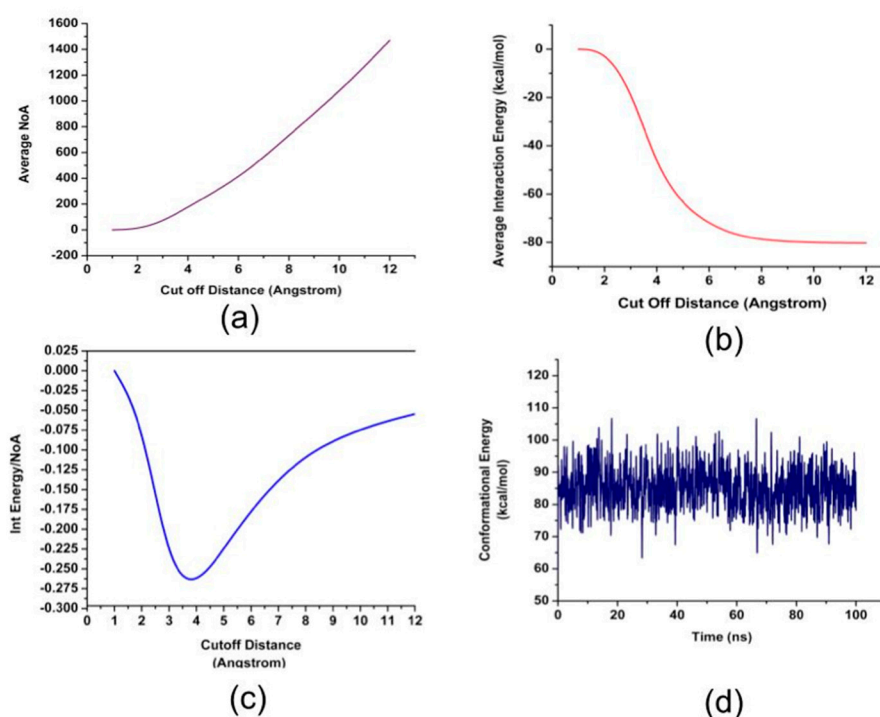 1600
1400
1200
1000
800
600
400
200
0
-200
Average NoA
0 2 4 6 8 10 12
Cut off Distance (Angstrom)
(a)
0
-20
-40
-60
-80
Average Interaction Energy (kcal/mol)
0 2 4 6 8 10 12
Cut Off Distance (Angstrom)
(b)
0.025
0.000
-0.025
-0.050
-0.075
-0.100
-0.125
-0.150
-0.175
-0.200
-0.225
-0.250
-0.275
-0.300
Int Energy/NoA
0 1 2 3 4 5 6 7 8 9 10 11 12
Cutoff Distance
(Angstrom)
(c)
120
110
100
90
80
70
60
50
Conformational Energy
(kcal/mol)
0 20 40 60 80 100
Time (ns)
(d)